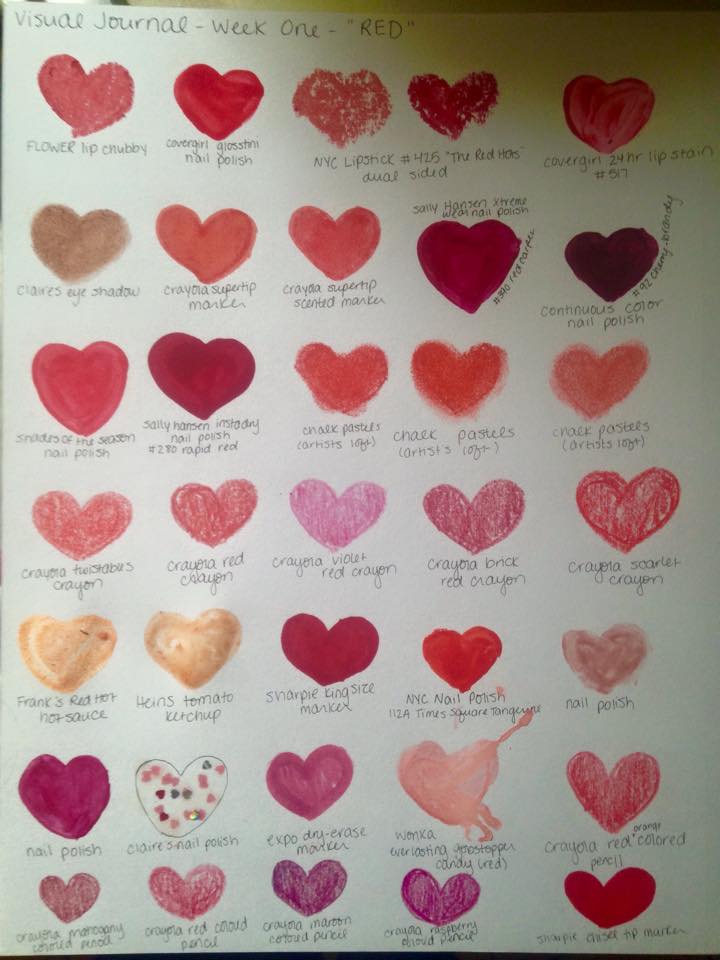 Visual Journal - Week One - "RED"
FLOWER lip chubby
covergirl glosstini
nail polish
NYC Lipstick #425 "The Red Hots"
dual sided
covergirl 24 hr lip stain
#517
claires eye shadow
crayola supertip
marker
crayola supertip
scented marker
sally Hansen Xtreme
wear nail polish
#390 red carpet
continuous color
nail polish
#92 cherry-brandy
shades of the season
nail polish
sally hansen instadry
nail polish
#280 rapid red
chalk pastels
(artists loft)
chalk pastels
(artist's loft)
chalk pastels
(artists loft)
crayola twistables
crayon
crayola red
crayon
crayola violet
red crayon
crayola brick
red crayon
crayola scarlet
crayon
Frank's Red Hot
hot sauce
Heins tomato
ketchup
sharpie king size
marker
NYC Nail Polish
112A Times Square Tangerine
nail polish
nail polish
claire's nail polish
expo dry-erase
marker
wonka
everlasting gobstopper
candy (red)
crayola red orange colored
pencil
crayola mahogany
colored pencil
crayola red colored
pencil
crayola maroon
colored pencil
crayola raspberry
colored pencil
sharpie chisel tip marker